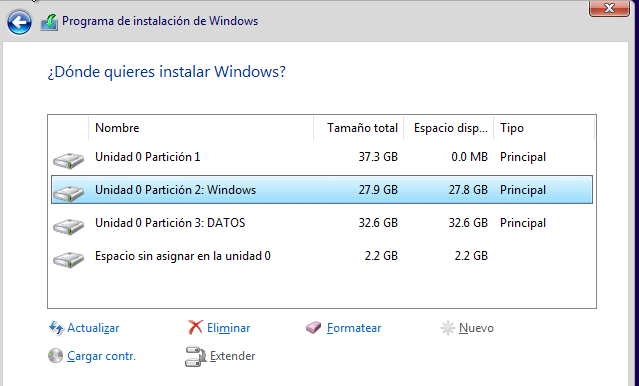 Programa de instalación de Windows
¿Dónde quieres instalar Windows?
Nombre Tamaño total Espacio disp... Tipo
Unidad 0 Partición 1 37.3 GB 0.0 MB Principal
Unidad 0 Partición 2: Windows 27.9 GB 27.8 GB Principal
Unidad 0 Partición 3: DATOS 32.6 GB 32.6 GB Principal
Espacio sin asignar en la unidad 0 2.2 GB 2.2 GB
Actualizar Eliminar Formatear Nuevo
Cargar contr. Extender